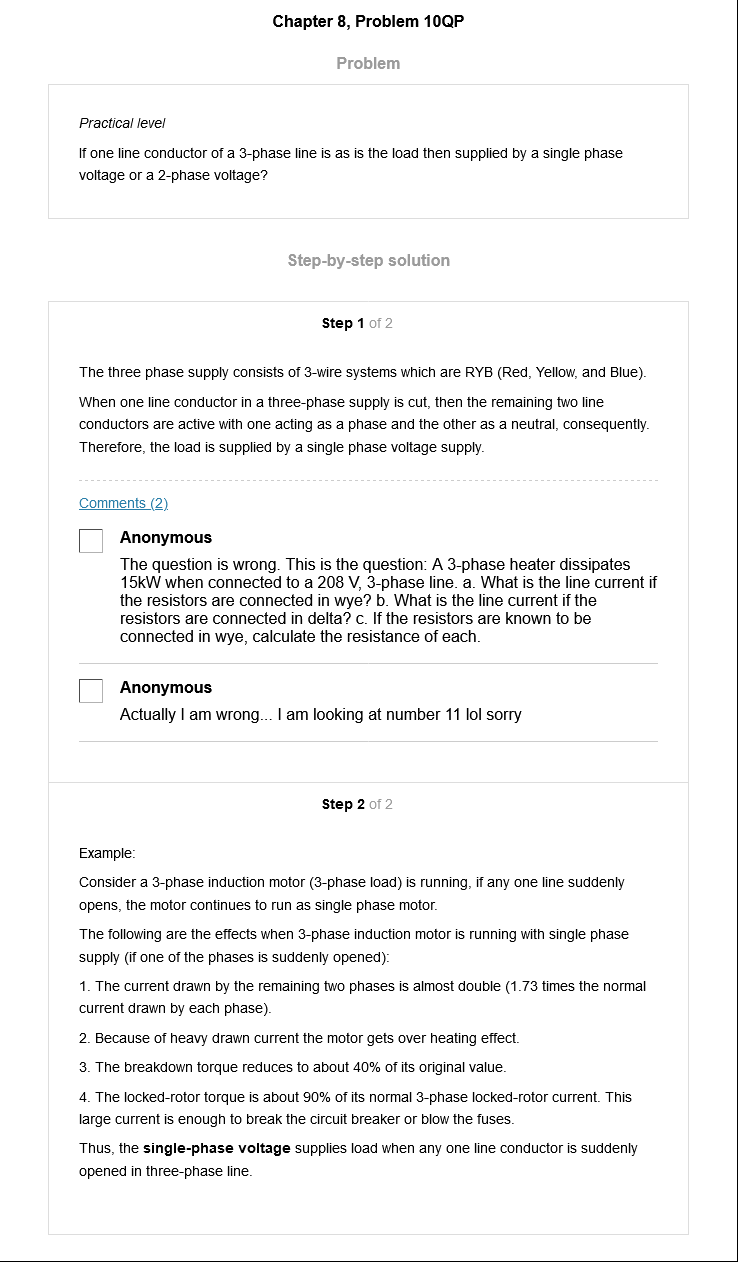 Chapter 8, Problem 10QP
Problem
Practical level
If one line conductor of a 3-phase line is as is the load then supplied by a single phase
voltage or a 2-phase voltage?
Step-by-step solution
Step 1 of 2
The three phase supply consists of 3-wire systems which are RYB (Red, Yellow, and Blue).
When one line conductor in a three-phase supply is cut, then the remaining two line
conductors are active with one acting as a phase and the other as a neutral, consequently.
Therefore, the load is supplied by a single phase voltage supply.
Comments (2)
Anonymous
The question is wrong. This is the question: A 3-phase heater dissipates
15kW when connected to a 208 V, 3-phase line. a. What is the line current if
the resistors are connected in wye? b. What is the line current if the
resistors are connected in delta? c. If the resistors are known to be
connected in wye, calculate the resistance of each.
Anonymous
Actually I am wrong... I am looking at number 11 lol sorry
Step 2 of 2
Example:
Consider a 3-phase induction motor (3-phase load) is running, if any one line suddenly
opens, the motor continues to run as single phase motor.
The following are the effects when 3-phase induction motor is running with single phase
supply (if one of the phases is suddenly opened):
1. The current drawn by the remaining two phases is almost double (1.73 times the normal
current drawn by each phase).
2. Because of heavy drawn current the motor gets over heating effect.
3. The breakdown torque reduces to about 40% of its original value.
4. The locked-rotor torque is about 90% of its normal 3-phase locked-rotor current. This
large current is enough to break the circuit breaker or blow the fuses.
Thus, the single-phase voltage supplies load when any one line conductor is suddenly
opened in three-phase line.